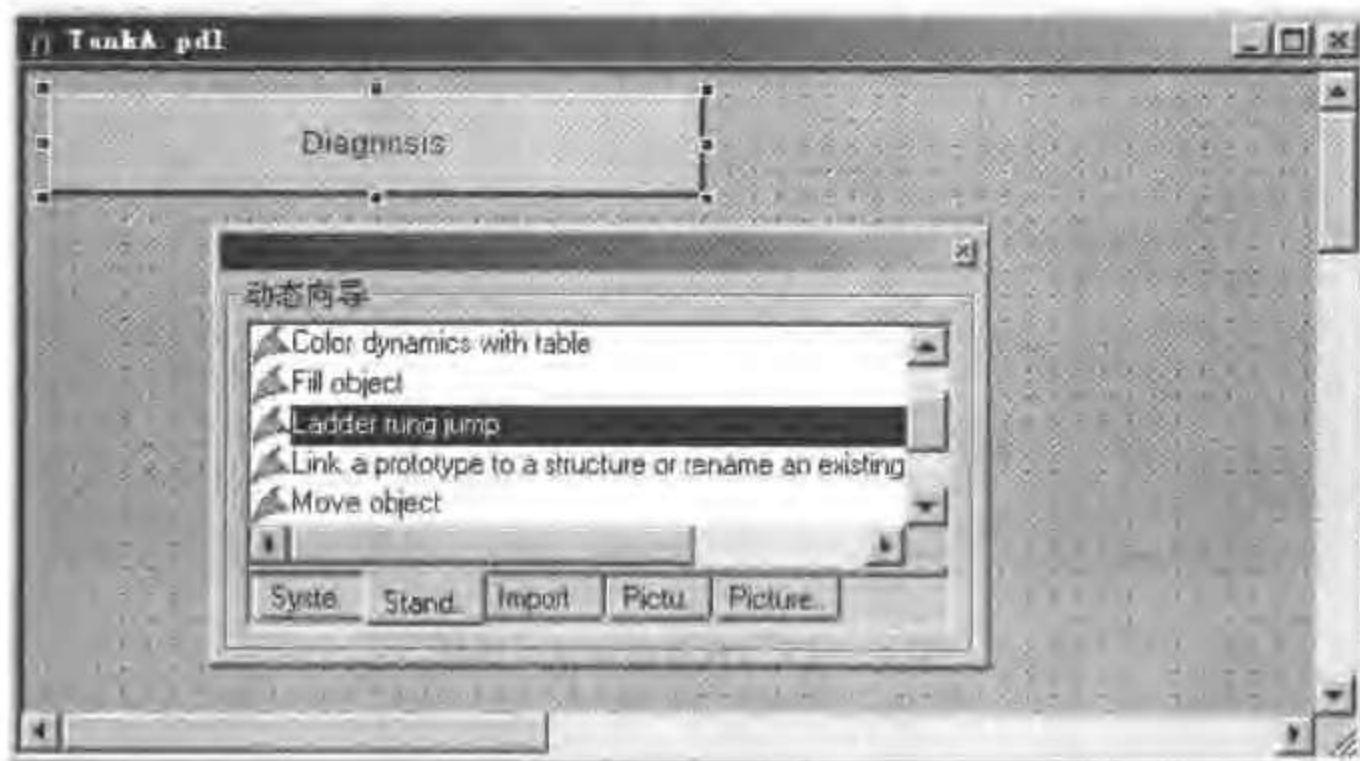 TankA pdl
Diagnosis
动态向导
Color dynamics with table
Fill object
Ladder rung jump
Link a prototype to a structure or rename an existing
Move object
Syste. Stand.. Import Pictu. Picture..